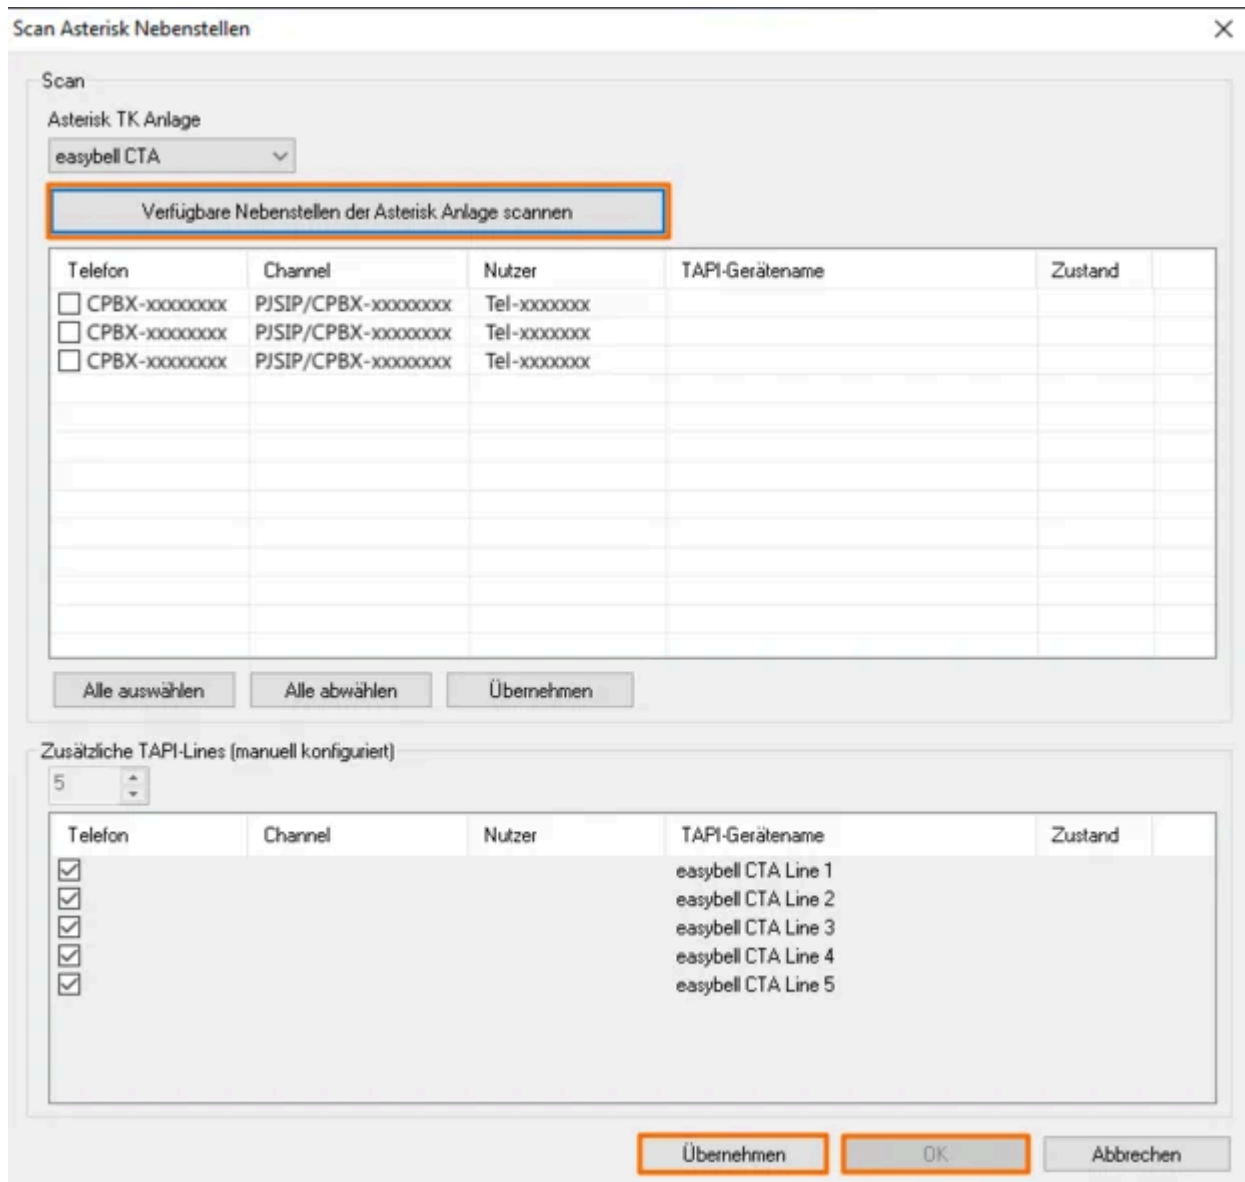 Scan Asterisk Nebenstellen
Scan
Asterisk TK Anlage
easybell CTA
Verfügbare Nebenstellen der Asterisk Anlage scannen
Telefon Channel Nutzer TAPI-Gerätename Zustand
CPBX-xxxxxxxx PJSIP/CPBX-xxxxxxxx Tel-xxxxxxx
CPBX-xxxxxxxx PJSIP/CPBX-xxxxxxxx Tel-xxxxxxx
CPBX-xxxxxxxx PJSIP/CPBX-xxxxxxxx Tel-xxxxxxx
Alle auswählen Alle abwählen Übernehmen
Zusätzliche TAPI-Lines (manuell konfiguriert)
5
Telefon Channel Nutzer TAPI-Gerätename Zustand
easybell CTA Line 1
easybell CTA Line 2
easybell CTA Line 3
easybell CTA Line 4
easybell CTA Line 5
Übernehmen OK Abbrechen